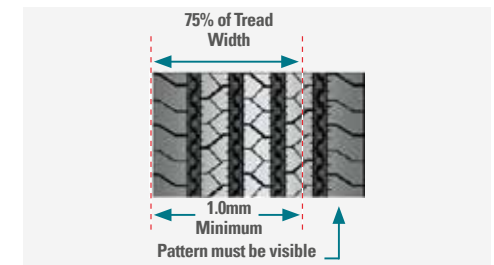 75% of Tread
Width
1.0mm
Minimum
Pattern must be visible